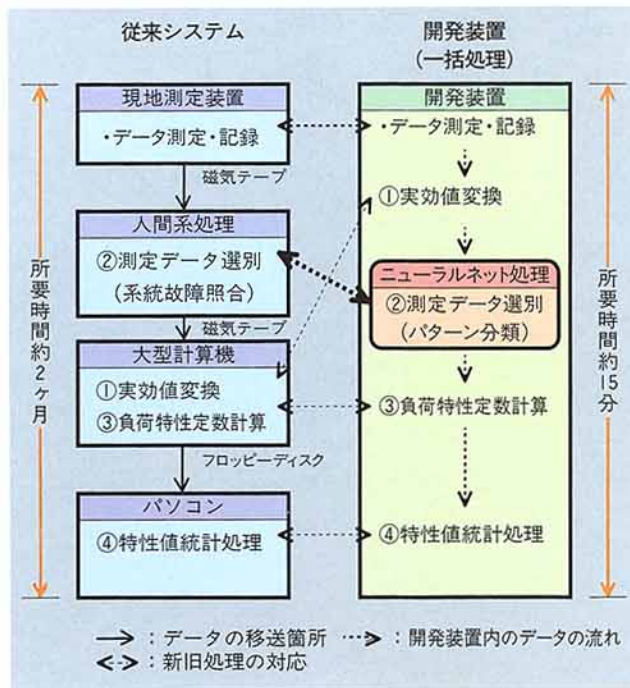 従来システム
開発装置
(一括処理)
所要時間約2ヶ月
現地測定装置
・データ測定・記録
磁気テープ
人間系処理
②測定データ選別
(系統故障照合)
磁気テープ
大型計算機
①実効値変換
③負荷特性定数計算
フロッピーディスク
パソコン
④特性値統計処理
開発装置
・データ測定・記録
①実効値変換
ニューラルネット処理
②測定データ選別
(パターン分類)
③負荷特性定数計算
④特性値統計処理
所要時間約15分
：データの移送箇所
：開発装置内のデータの流れ
：新旧処理の対応